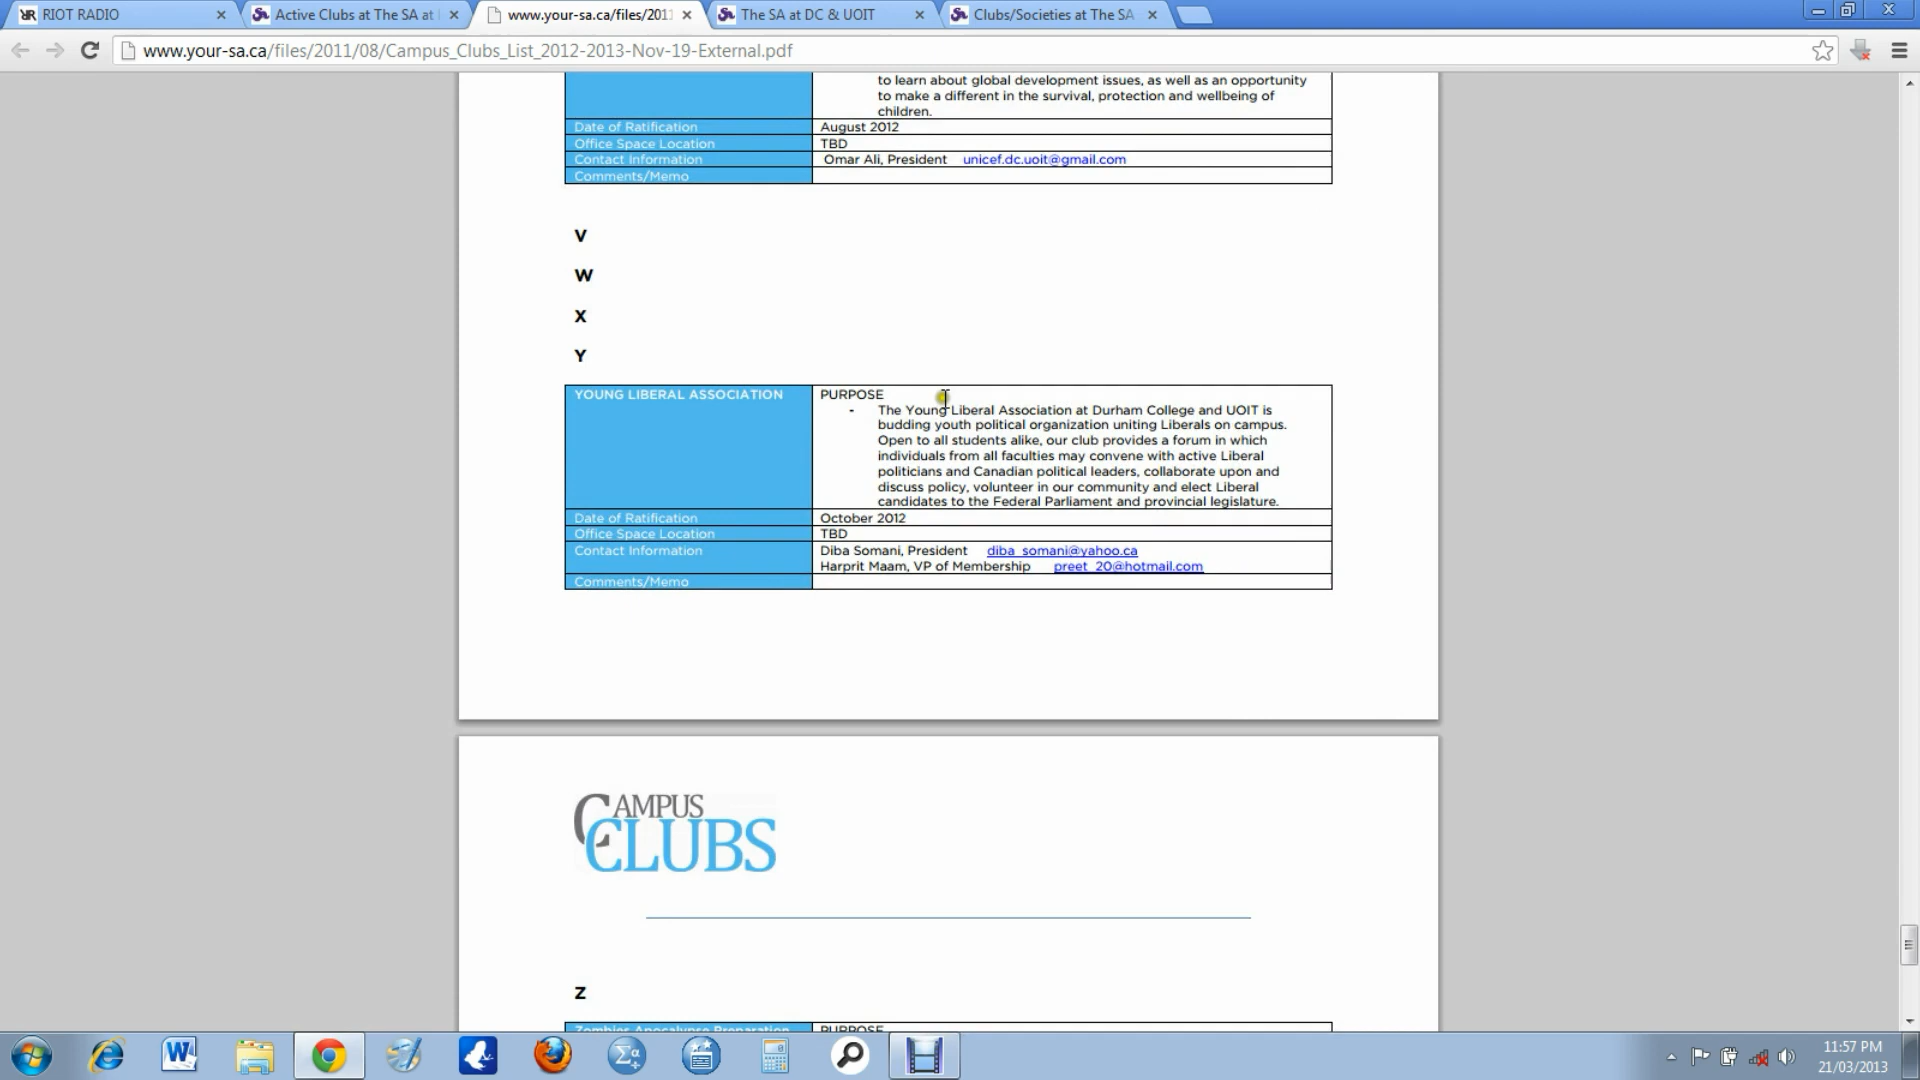 RIOT RADIO
Active Clubs at The SA at
www.your-sa.ca/files/2011
The SA at DC & UOIT
Clubs/Societies at The SA
www.your-sa.ca/files/2011/08/Campus_Clubs_List_2012-2013-Nov-19-External.pdf
to learn about global development issues, as well as an opportunity
to make a different in the survival, protection and wellbeing of
children.
Date of Ratification August 2012
Office Space Location TBD
Contact Information Omar Ali, President unicef.dc.uoit@gmail.com
Comments/Memo
V
W
X
Y
YOUNG LIBERAL ASSOCIATION PURPOSE
- The Young Liberal Association at Durham College and UOIT is
budding youth political organization uniting Liberals on campus.
Open to all students alike, our club provides a forum in which
individuals from all faculties may convene with active Liberal
politicians and Canadian political leaders, collaborate upon and
discuss policy, volunteer in our community and elect Liberal
candidates to the Federal Parliament and provincial legislature.
Date of Ratification October 2012
Office Space Location TBD
Contact Information Diba Somani, President diba_somani@yahoo.ca
Harprit Maam, VP of Membership preet_20@hotmail.com
Comments/Memo
CAMPUS
CLUBS
Z
Zombies Apocalypse Preparation PURPOSE
11:57 PM
21/03/2013